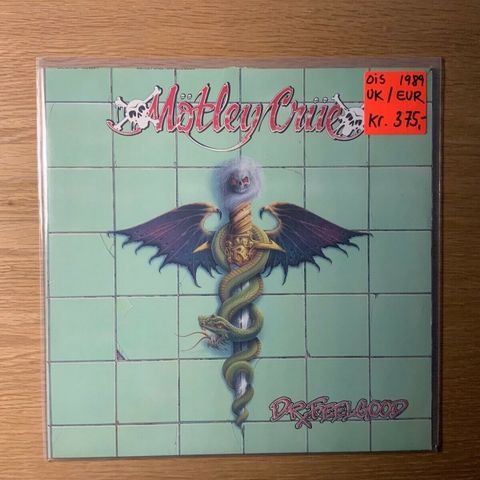 Mötley Crüe
OIS 1989
UK/EUR
Kr. 375,-
R
DR. FEELGOOD